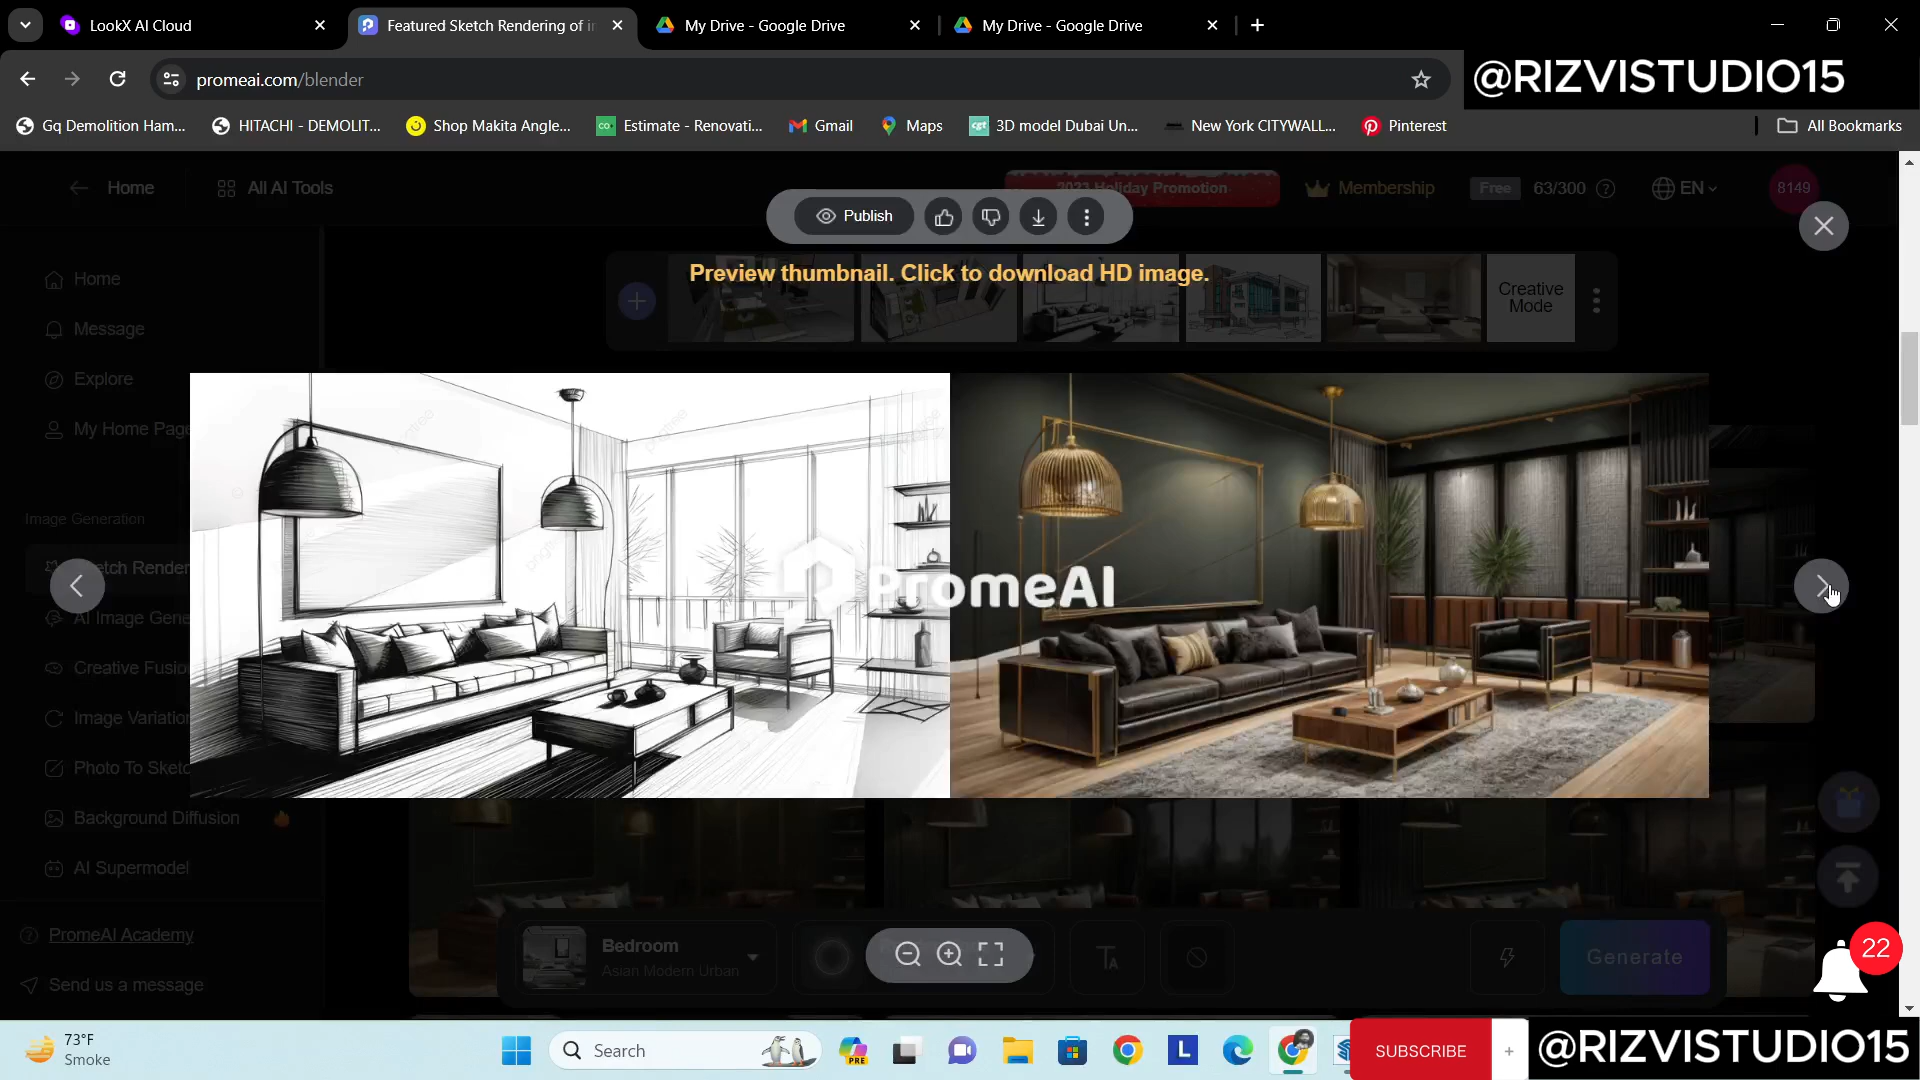 LookX AI Cloud
Featured Sketch Rendering of in
My Drive - Google Drive
My Drive - Google Drive
promeai.com/blender
@RIZVISTUDIO15
Gq Demolition Ham...
HITACHI - DEMOLIT...
Shop Makita Angle...
Estimate - Renovati...
Gmail
Maps
3D model Dubai Un...
New York CITYWALL...
Pinterest
All Bookmarks
Home
All AI Tools
2023 Holiday Promotion
Membership
Free
63/300
EN
8149
Publish
Preview thumbnail. Click to download HD image.
Creative
Mode
Home
Message
Explore
My Home Page
Image Generation
etch Render
AI Image Gene
Creative Fusio
Image Variation
Photo To Sketc
Background Diffusion
AI Supermodel
PromeAI Academy
Send us a message
PromeAI
Bedroom
Asian Modern Urban
Generate
22
73°F
Smoke
Search
PRE
L
SUBSCRIBE
@RIZVISTUDIO15